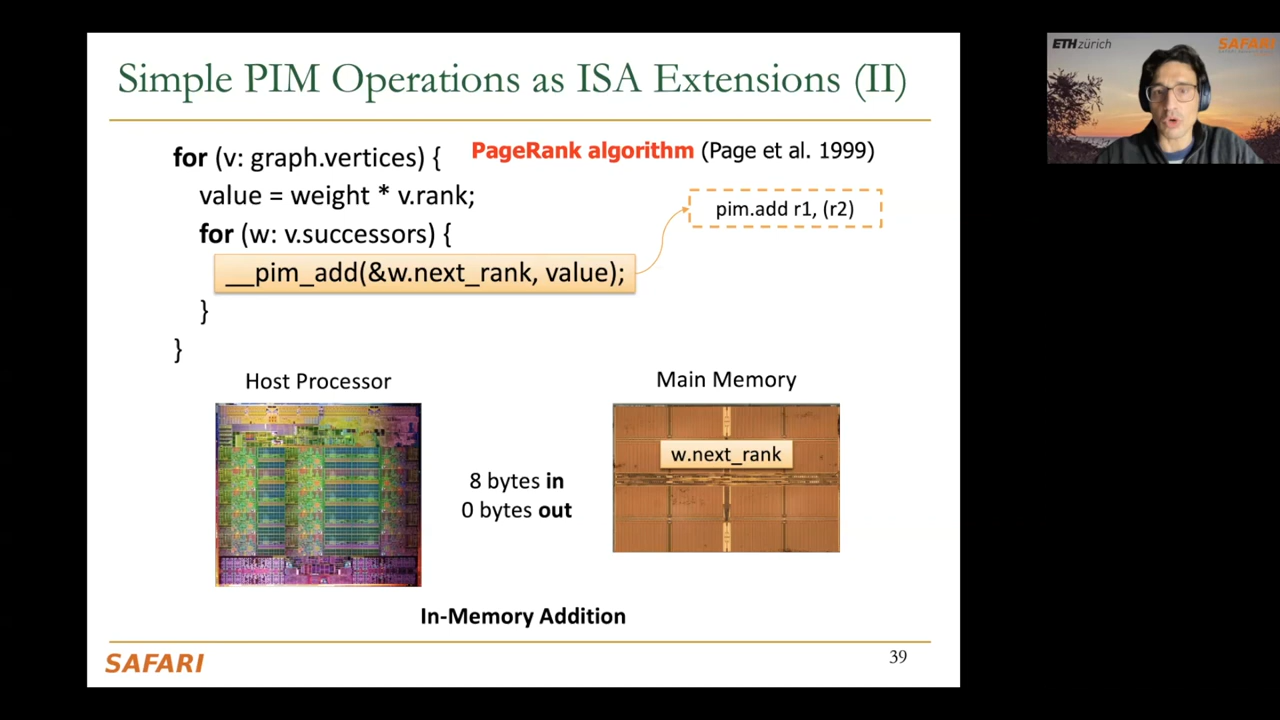 Simple PIM Operations as ISA Extensions (II)
for (v: graph.vertices) {
PageRank algorithm (Page et al. 1999)
value = weight * v.rank;
pim.add r1, (r2)
for (w: v.successors) {
__pim_add(&w.next_rank, value);
}
}
Host Processor
Main Memory
w.next_rank
8 bytes in
0 bytes out
In-Memory Addition
SAFARI
39
ETH zürich
SAFARI